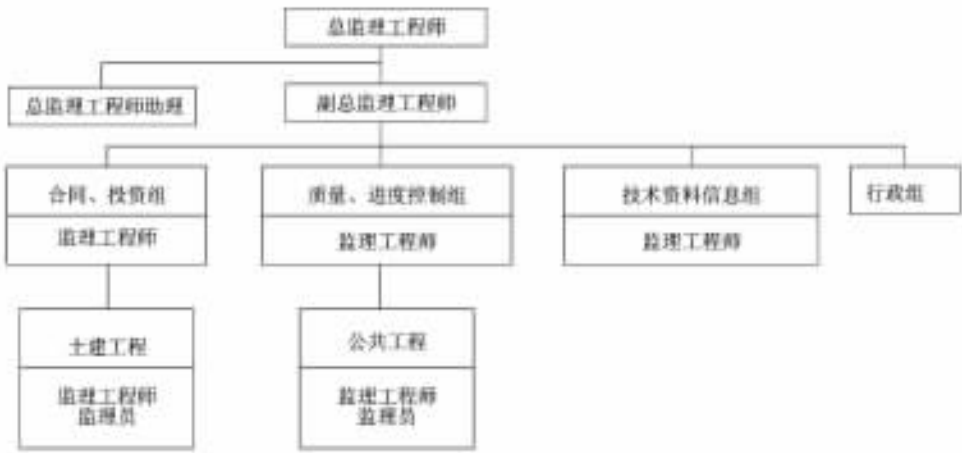 总监理工程师
总监理工程师助理
副总监理工程师
合同、投资组
监理工程师
质量、进度控制组
监理工程师
技术资料信息组
监理工程师
行政组
土建工程
监理工程师
监理员
公共工程
监理工程师
监理员